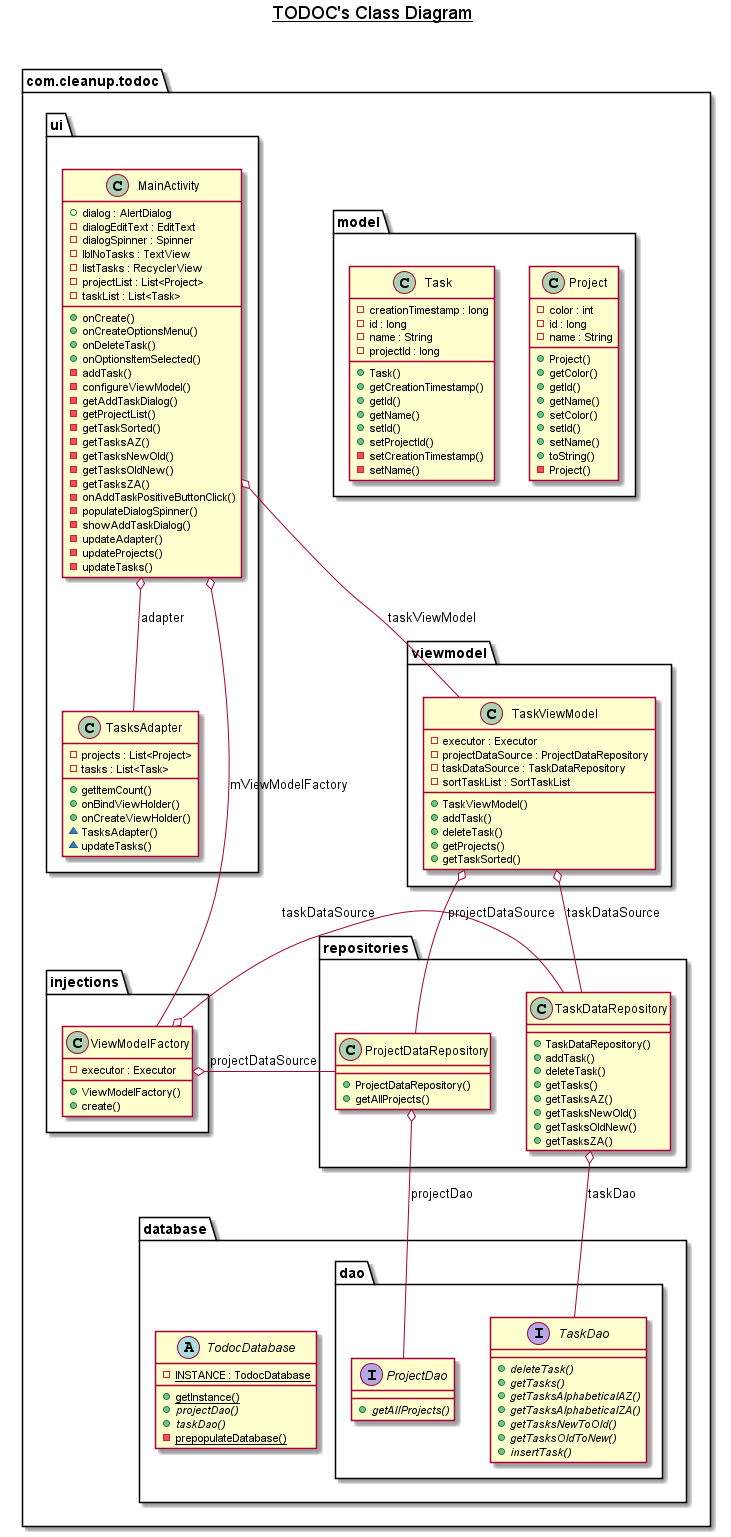 TODOC's Class Diagram
com.cleanup.todoc
ui
C MainActivity
dialog : AlertDialog
dialogEditText : EditText
dialogSpinner : Spinner
lblNoTasks : TextView
listTasks : RecyclerView
projectList : List<Project>
taskList : List<Task>
onCreate()
onCreateOptionsMenu()
onDeleteTask()
onOptionsItemSelected()
addTask()
configureViewModel()
getAddTaskDialog()
getProjectList()
getTaskSorted()
getTasksAZ()
getTasksNewOld()
getTasksOldNew()
getTasksZA()
onAddTaskPositiveButtonClick()
populateDialogSpinner()
showAddTaskDialog()
updateAdapter()
updateProjects()
updateTasks()
model
C Task
creationTimestamp : long
id : long
name : String
projectId : long
Task()
getCreationTimestamp()
getId()
getName()
setId()
setProjectId()
setCreationTimestamp()
setName()
C Project
color : int
id : long
name : String
Project()
getColor()
getId()
getName()
setColor()
setId()
setName()
toString()
Project()
adapter
taskViewModel
viewmodel
C TaskViewModel
executor : Executor
projectDataSource : ProjectDataRepository
taskDataSource : TaskDataRepository
sortTaskList : SortTaskList
TaskViewModel()
addTask()
deleteTask()
getProjects()
getTaskSorted()
C TasksAdapter
projects : List<Project>
tasks : List<Task>
getItemCount()
onBindViewHolder()
onCreateViewHolder()
TasksAdapter()
updateTasks()
mViewModelFactory
taskDataSource
projectDataSource
taskDataSource
repositories
injections
C ViewModelFactory
executor : Executor
ViewModelFactory()
create()
projectDataSource
C ProjectDataRepository
ProjectDataRepository()
getAllProjects()
C TaskDataRepository
TaskDataRepository()
addTask()
deleteTask()
getTasks()
getTasksAZ()
getTasksNewOld()
getTasksOldNew()
getTasksZA()
projectDao
taskDao
database
dao
A TodocDatabase
INSTANCE : TodocDatabase
getInstance()
projectDao()
taskDao()
prepopulateDatabase()
I ProjectDao
getAllProjects()
I TaskDao
deleteTask()
getTasks()
getTasksAlphabeticalAZ()
getTasksAlphabeticalZA()
getTasksNewToOld()
getTasksOldToNew()
insertTask()